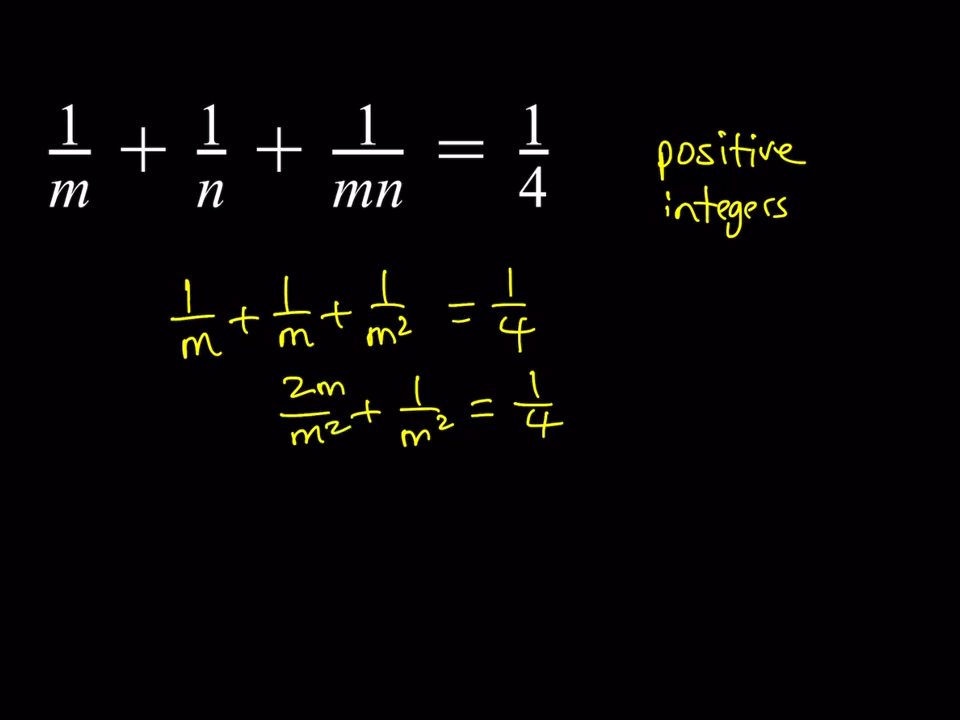 1/m + 1/n + 1/mn = 1/4
positive
integers
1/m + 1/m + 1/m² = 1/4
2m/m² + 1/m² = 1/4